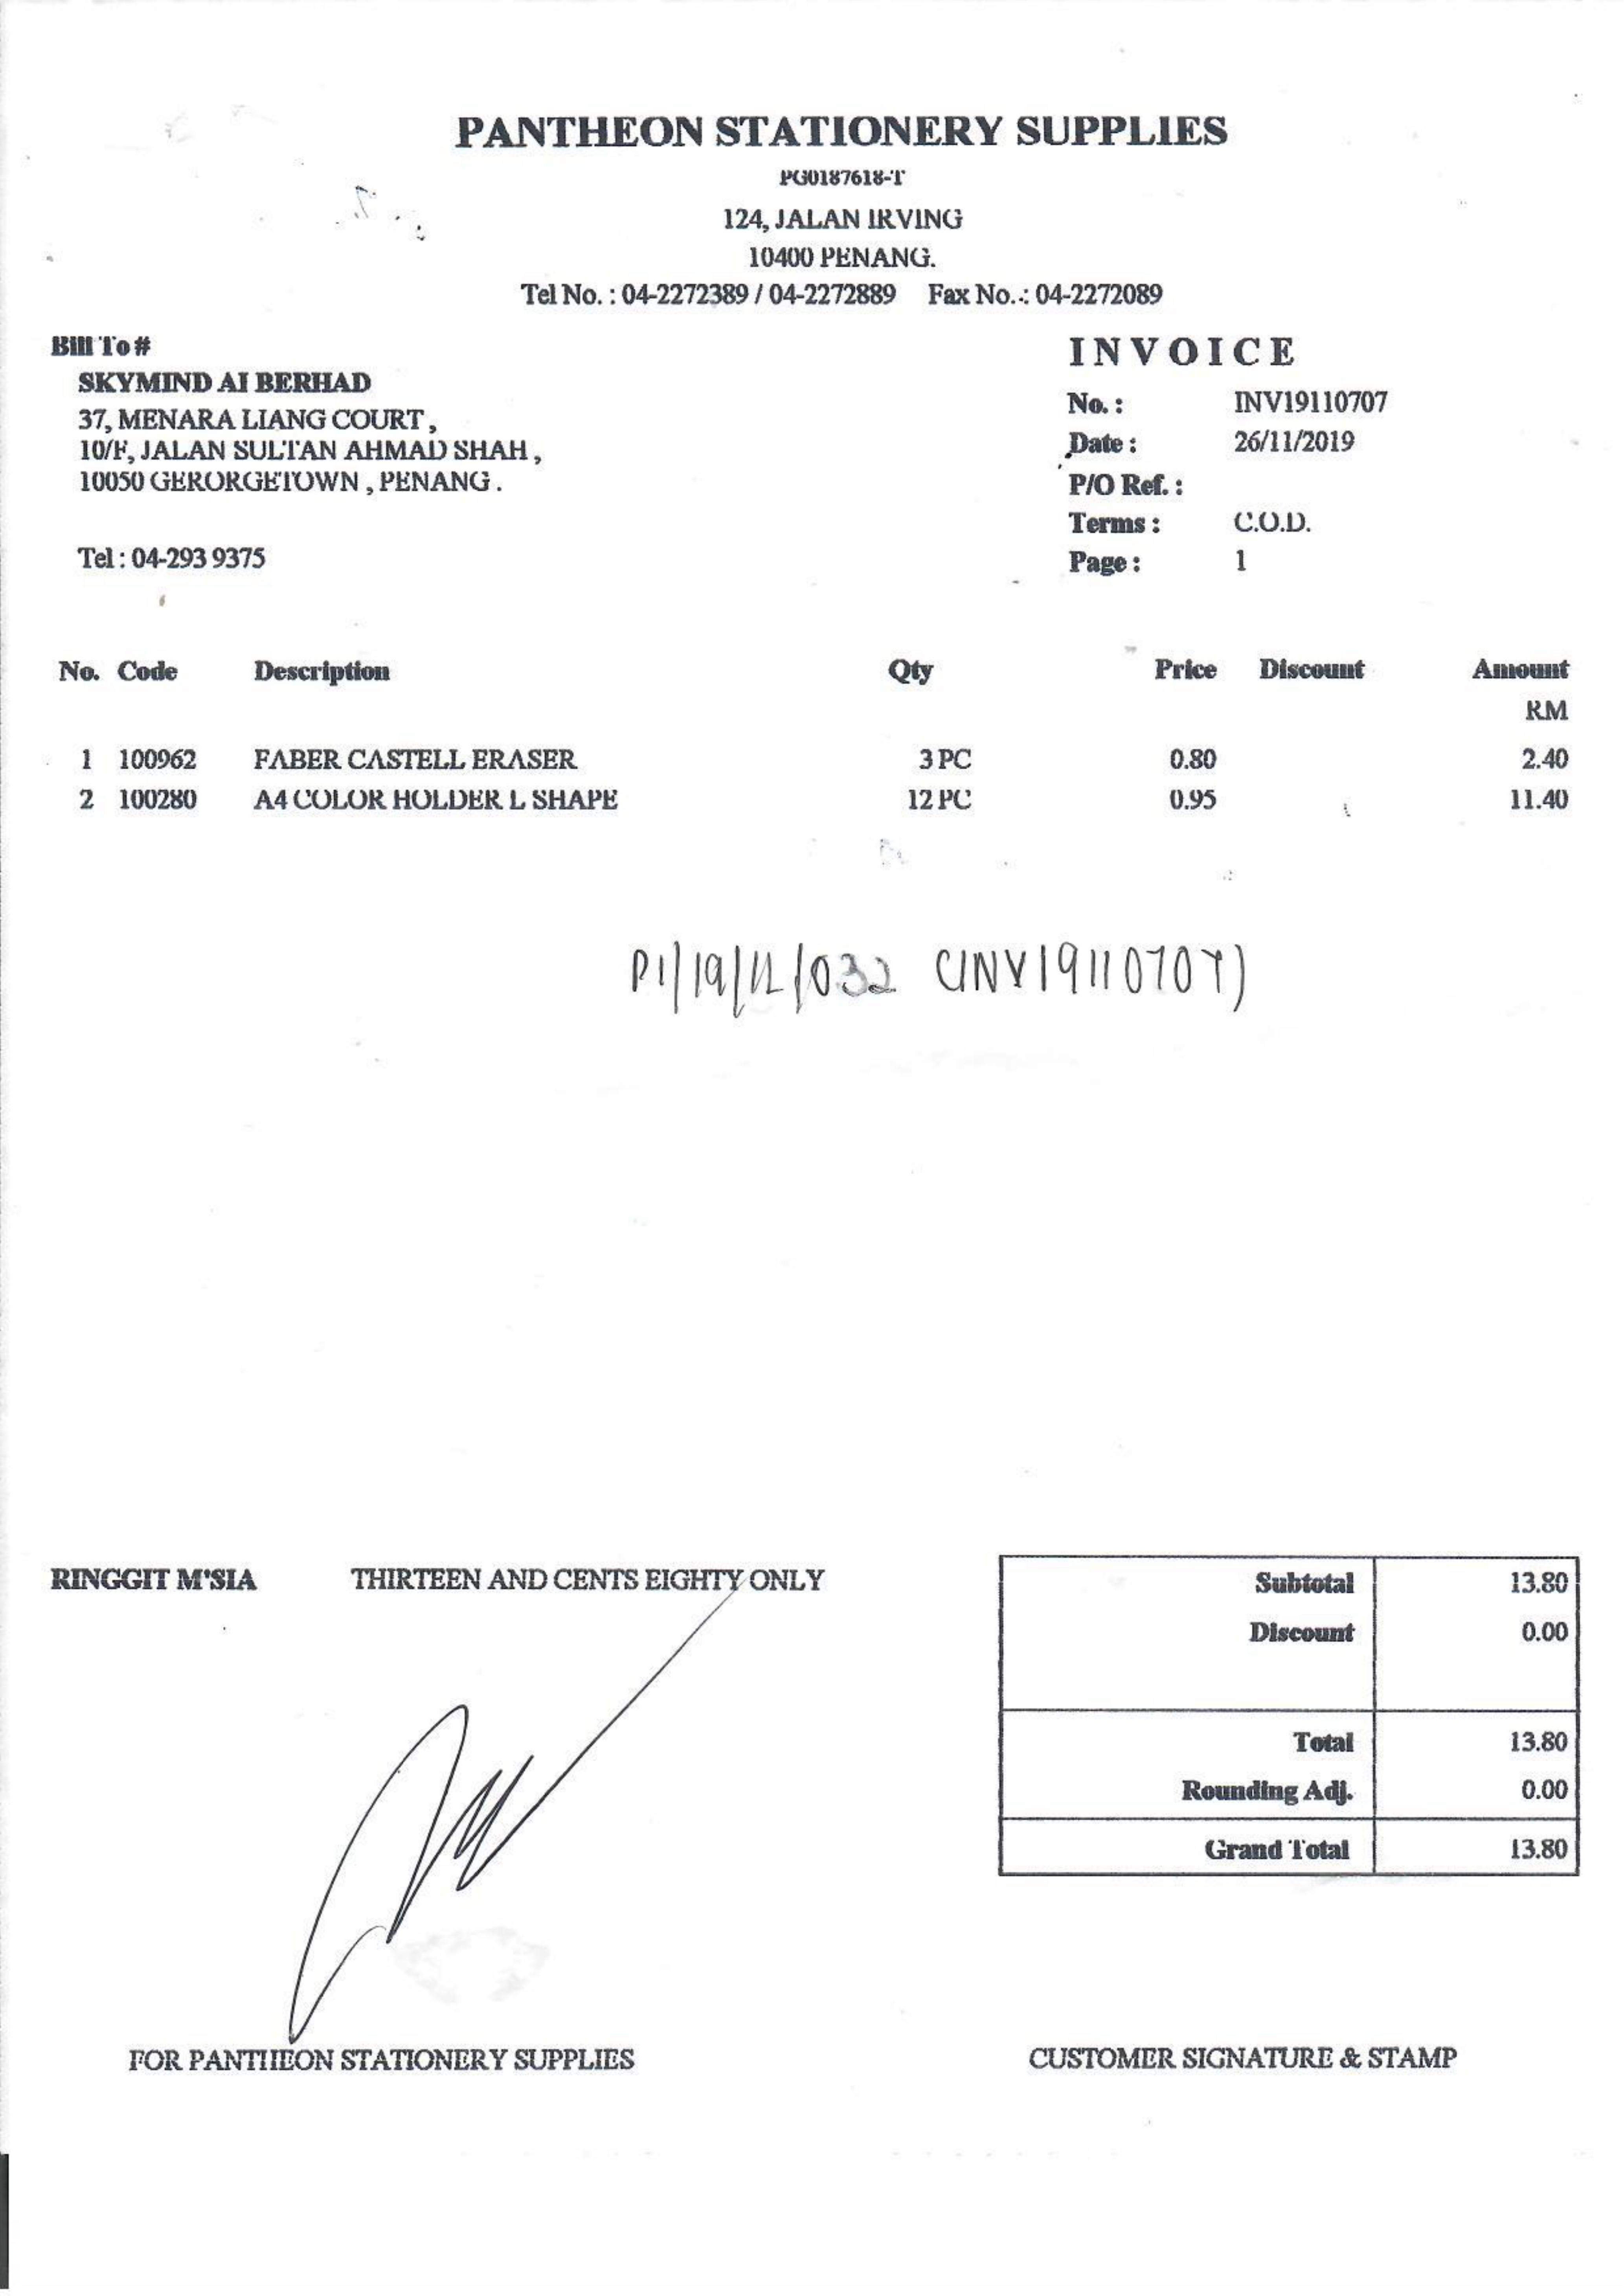 PANTHEON STATIONERY SUPPLIES
PG0187618-T
124, JALAN IRVING
10400 PENANG.
Tel No. : 04-2272389 / 04-2272889 Fax No..: 04-2272089
Bill To #
SKYMIND AI BERHAD
37, MENARA LIANG COURT ,
10/F, JALAN SULTAN AHMAD SHAH ,
10050 GERORGETOWN , PENANG .
Tel : 04-293 9375
INVOICE
No. : INV19110707
Date : 26/11/2019
P/O Ref. :
Terms : C.O.D.
Page : 1
No. Code Description Qty Price Discount Amount
RM
1 100962 FABER CASTELL ERASER 3 PC 0.80 2.40
2 100280 A4 COLOR HOLDER L SHAPE 12 PC 0.95 11.40
(INV19110707)
RINGGIT M'SIA THIRTEEN AND CENTS EIGHTY ONLY
Subtotal 13.80
Discount 0.00
Total 13.80
Rounding Adj. 0.00
Grand Total 13.80
FOR PANTHEON STATIONERY SUPPLIES
CUSTOMER SIGNATURE & STAMP